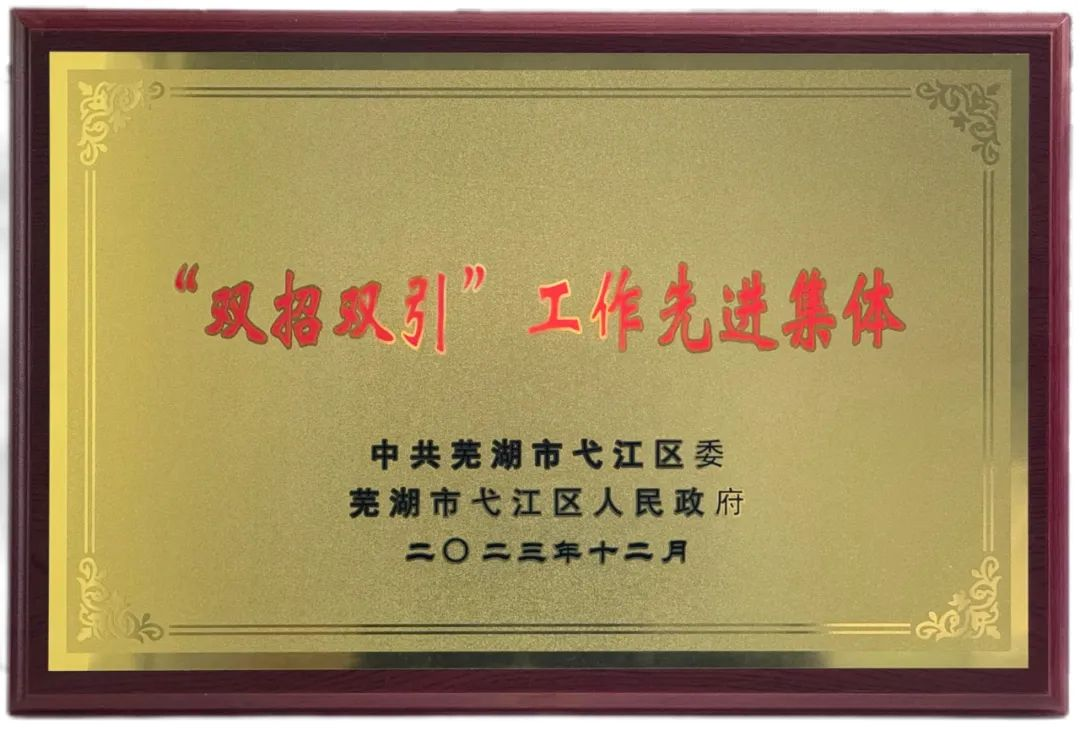 “双招双引”工作先进集体
中共芜湖市弋江区委
芜湖市弋江区人民政府
二〇二三年十二月